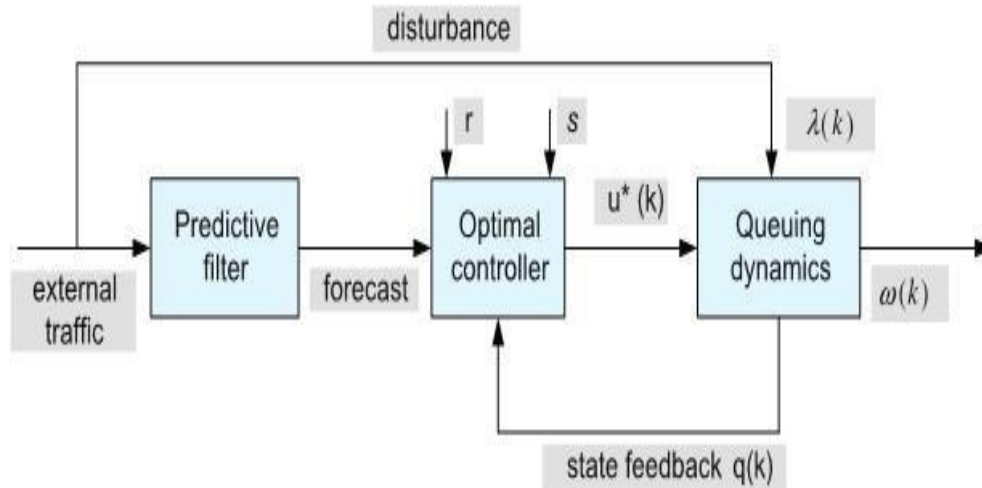 disturbance
r
s
λ(k)
Predictive
filter
Optimal
controller
u* (k)
Queuing
dynamics
external
traffic
forecast
ω(k)
state feedback q(k)